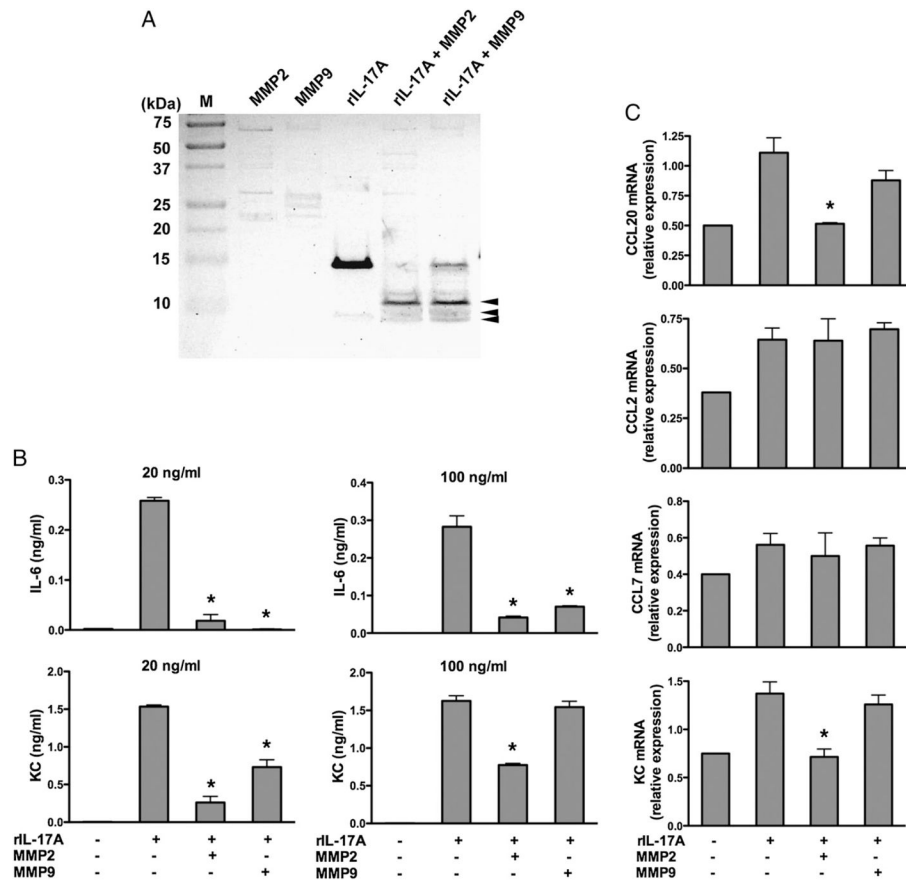 A
(kDa) M MMP2 MMP9 rIL-17A rIL-17A + MMP2 rIL-17A + MMP9
75
50
37
25
20
15
10
B
20 ng/ml
IL-6 (ng/ml)
0.3
0.2
0.1
0.0
* *
100 ng/ml
IL-6 (ng/ml)
0.4
0.3
0.2
0.1
0.0
* *
20 ng/ml
KC (ng/ml)
2.0
1.5
1.0
0.5
0.0
* *
100 ng/ml
KC (ng/ml)
2.0
1.5
1.0
0.5
0.0
*
rIL-17A - + + + rIL-17A - + + +
MMP2 - - + - MMP2 - - + -
MMP9 - - - + MMP9 - - - +
C
CCL20 mRNA
(relative expression)
1.25
1.00
0.75
0.50
0.25
0.00
*
CCL2 mRNA
(relative expression)
0.75
0.50
0.25
0.00
CCL7 mRNA
(relative expression)
0.8
0.6
0.4
0.2
0.0
KC mRNA
(relative expression)
1.5
1.0
0.5
0.0
*
rIL-17A - + + +
MMP2 - - + -
MMP9 - - - +